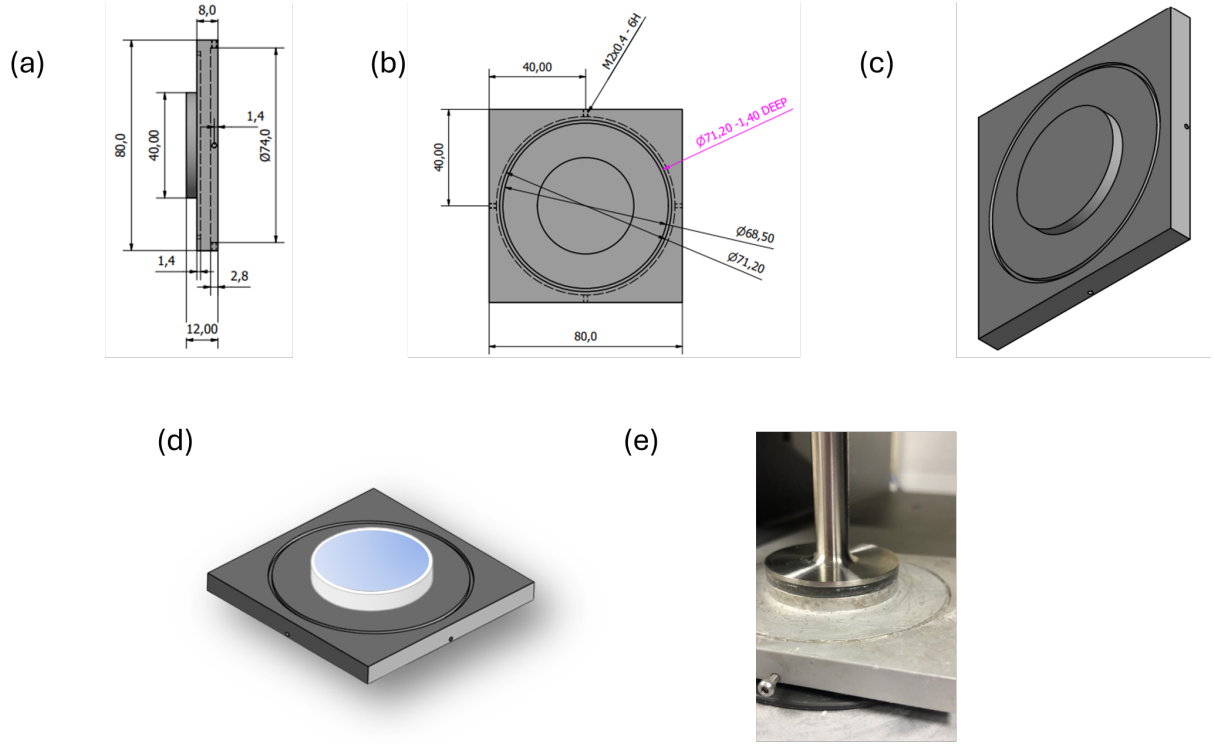 (a)
8,0
80,0
40,00
1,4
Ø74,0
1,4
2,8
12,00
(b)
40,00
M2x0.4 - 6H
Ø71,20 -1,40 DEEP
40,00
Ø68,50
Ø71,20
80,0
(c)
(d)
(e)